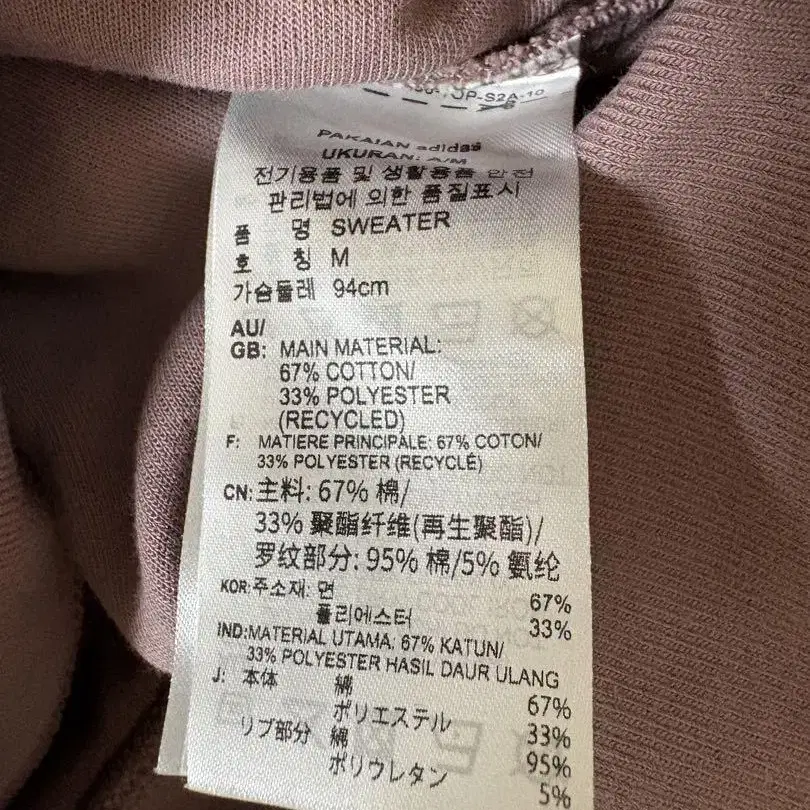 OP-S2A-10
PAKAIAN adidas
UKURAN: A/M
전기용품 및 생활용품 안전
관리법에 의한 품질표시
품 명 SWEATER
호 칭 M
가슴둘레 94cm
AU/
GB: MAIN MATERIAL:
67% COTTON/
33% POLYESTER
(RECYCLED)
F: MATIERE PRINCIPALE: 67% COTON/
33% POLYESTER (RECYCLÉ)
CN: 主料: 67% 棉/
33% 聚酯纤维(再生聚酯)/
罗纹部分: 95% 棉/5% 氨纶
KOR: 주소재: 면 67%
폴리에스터 33%
IND: MATERIAL UTAMA: 67% KATUN/
33% POLYESTER HASIL DAUR ULANG
J: 本体 綿 67%
ポリエステル 33%
リブ部分 綿 95%
ポリウレタン 5%